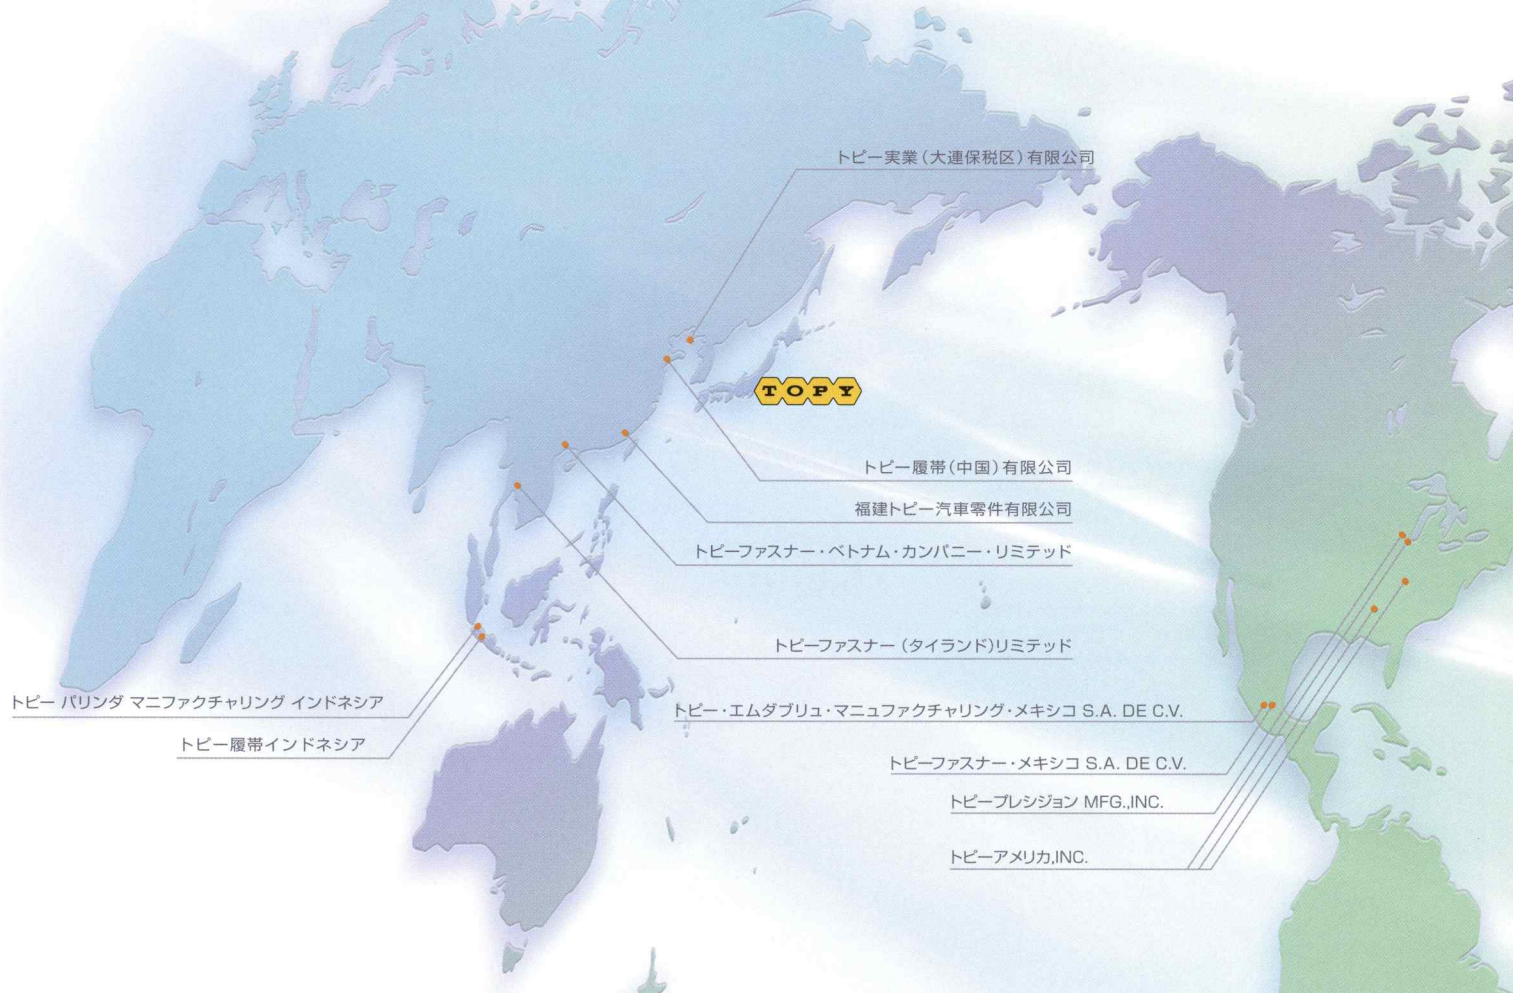 トピー実業(大連保税区)有限公司
TOPY
トピー履帯(中国)有限公司
福建トピー汽車零件有限公司
トピーファスナー・ベトナム・カンパニー・リミテッド
トピーファスナー(タイランド)リミテッド
トピー パリンダ マニファクチャリング インドネシア
トピー履帯インドネシア
トピー・エムダブリュ・マニュファクチャリング・メキシコ S.A. DE C.V.
トピーファスナー・メキシコ S.A. DE C.V.
トピープレシジョン MFG.,INC.
トピーアメリカ,INC.